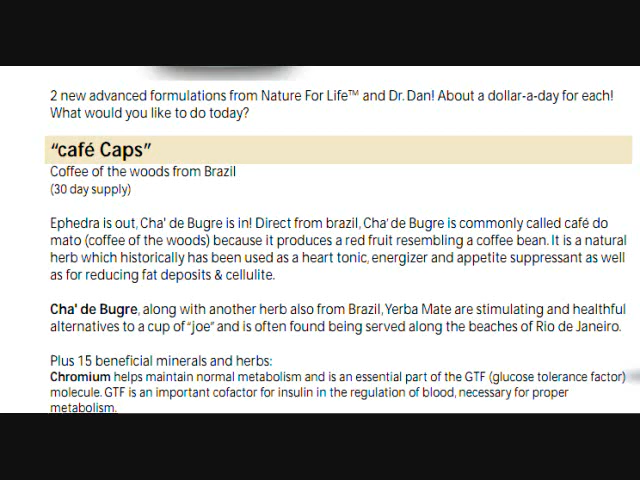 2 new advanced formulations from Nature For Life™ and Dr. Dan! About a dollar-a-day for each!
What would you like to do today?
"café Caps"
Coffee of the woods from Brazil
(30 day supply)
Ephedra is out, Cha' de Bugre is in! Direct from brazil, Cha' de Bugre is commonly called café do
mato (coffee of the woods) because it produces a red fruit resembling a coffee bean. It is a natural
herb which historically has been used as a heart tonic, energizer and appetite suppressant as well
as for reducing fat deposits & cellulite.
Cha' de Bugre, along with another herb also from Brazil, Yerba Mate are stimulating and healthful
alternatives to a cup of "joe" and is often found being served along the beaches of Rio de Janeiro.
Plus 15 beneficial minerals and herbs:
Chromium helps maintain normal metabolism and is an essential part of the GTF (glucose tolerance factor)
molecule. GTF is an important cofactor for insulin in the regulation of blood, necessary for proper
metabolism.